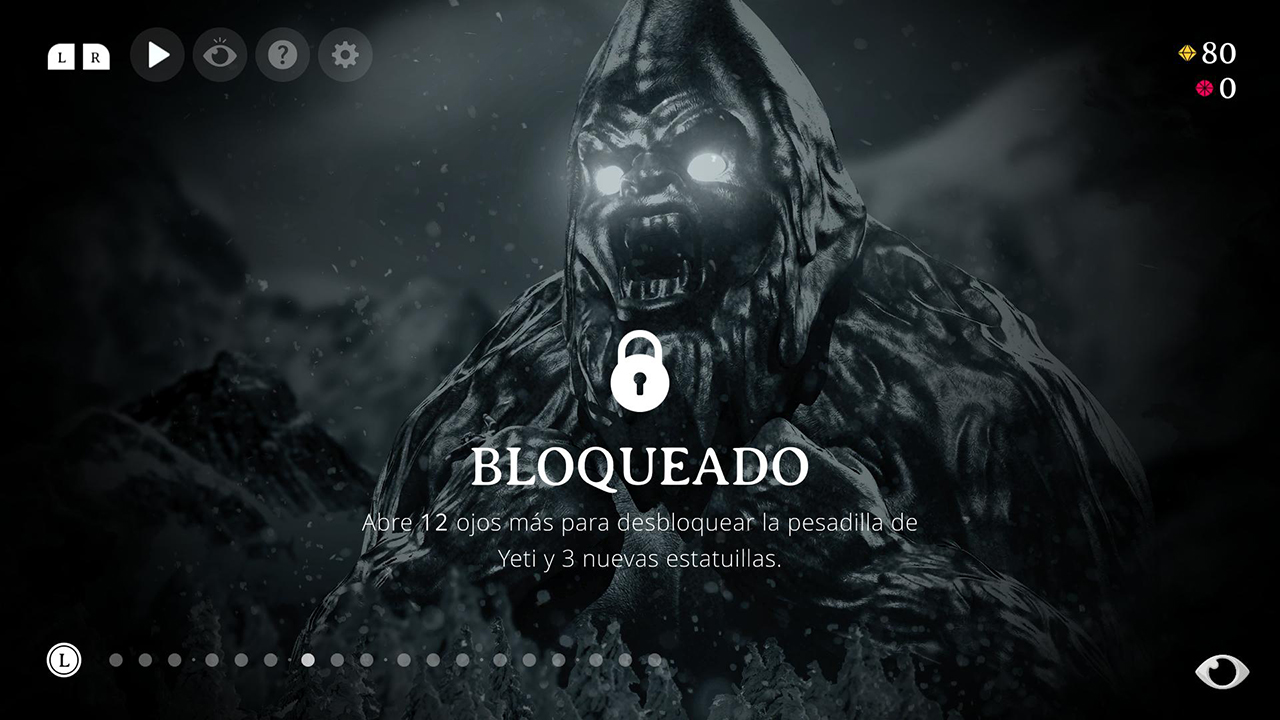 L R ?
80
0
BLOQUEADO
Abre 12 ojos más para desbloquear la pesadilla de
Yeti y 3 nuevas estatuillas.
L